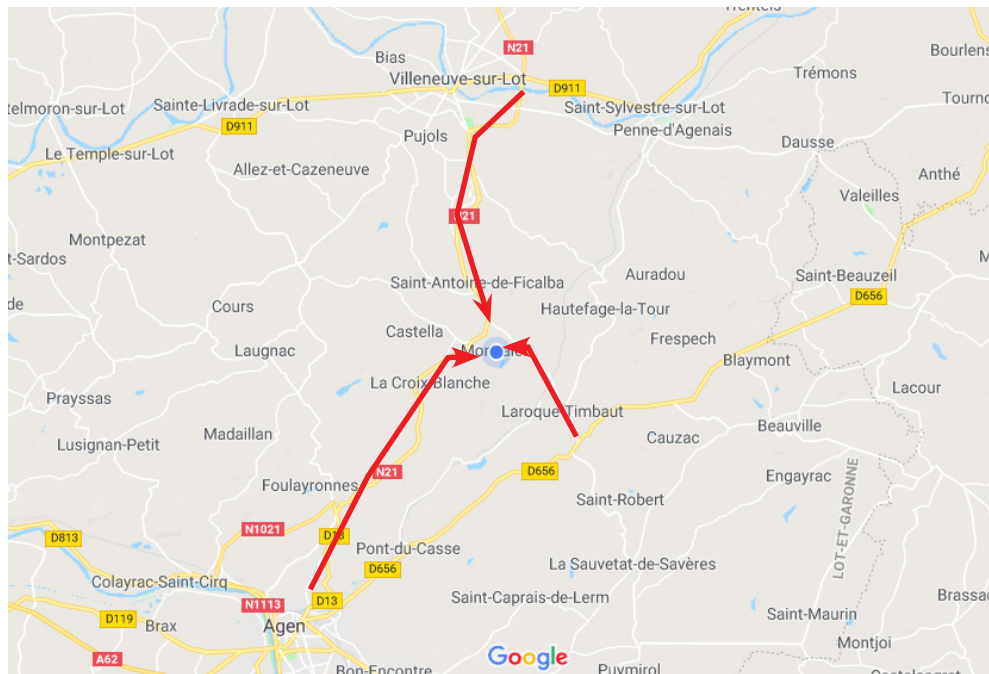 Trentels
N21
Bourlens
Bias
Villeneuve-sur-Lot
Trémons
D911
telmoron-sur-Lot
Sainte-Livrade-sur-Lot
Saint-Sylvestre-sur-Lot
Tourno
D911
Pujols
Penne-d'Agenais
Dausse
Le Temple-sur-Lot
Allez-et-Cazeneuve
Anthé
Valeilles
N21
Montpezat
t-Sardos
M
Saint-Antoine-de-Ficalba
Auradou
Saint-Beauzeil
D656
de
Cours
Hautefage-la-Tour
Castella
Frespech
Laugnac
Blaymont
La Croix-Blanche
Lacour
Prayssas
Laroque-Timbaut
Beauville
Madaillan
Cauzac
Lusignan-Petit
N21
D656
Engayrac
Foulayronnes
Saint-Robert
N1021
D13
D813
Pont-du-Casse
LOT-ET-GARONNE
La Sauvetat-de-Savères
D656
Colayrac-Saint-Cirq
Saint-Caprais-de-Lerm
Brassac
N1113
D13
D119
Saint-Maurin
Brax
Agen
Montjoi
A62
Google
Bon-Encontre
Puymirol